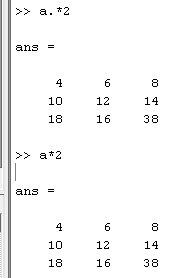 >> a.*2
ans =
4 6 8
10 12 14
18 16 38
>> a*2
ans =
4 6 8
10 12 14
18 16 38